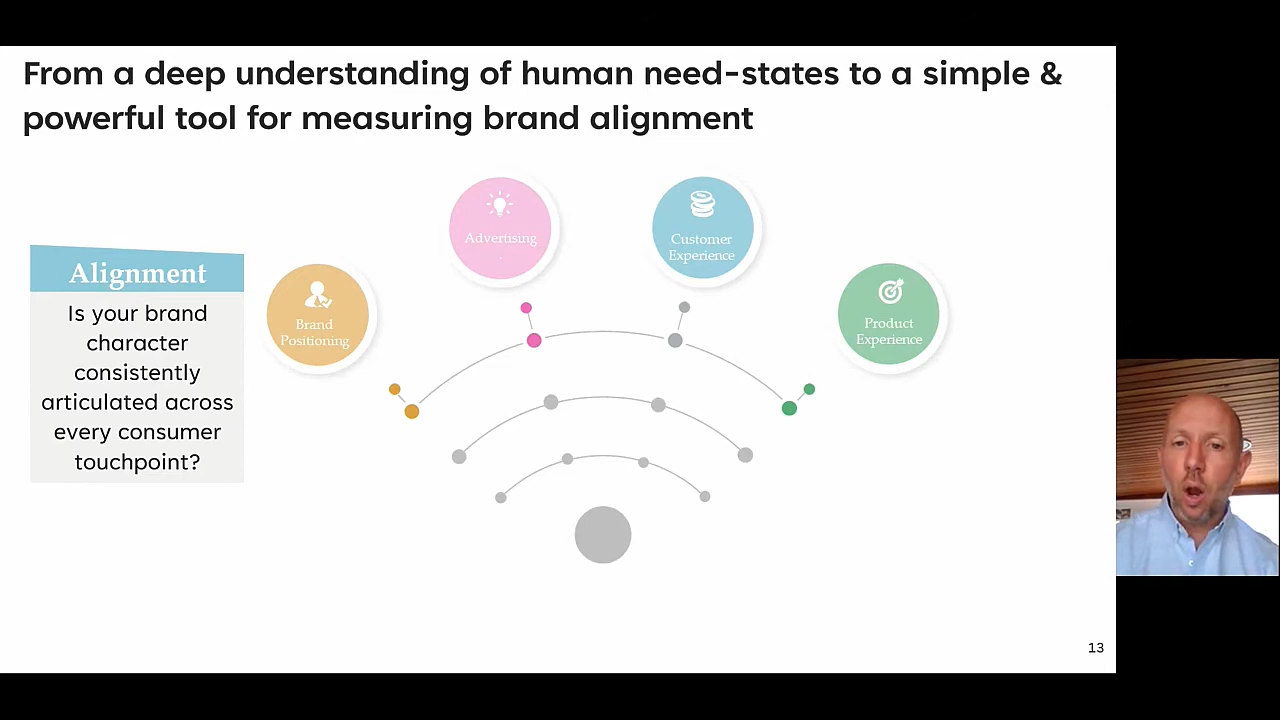 From a deep understanding of human need-states to a simple &
powerful tool for measuring brand alignment
Advertising
Customer
Experience
Alignment
Is your brand
character
consistently
articulated across
every consumer
touchpoint?
Brand
Positioning
Product
Experience
13